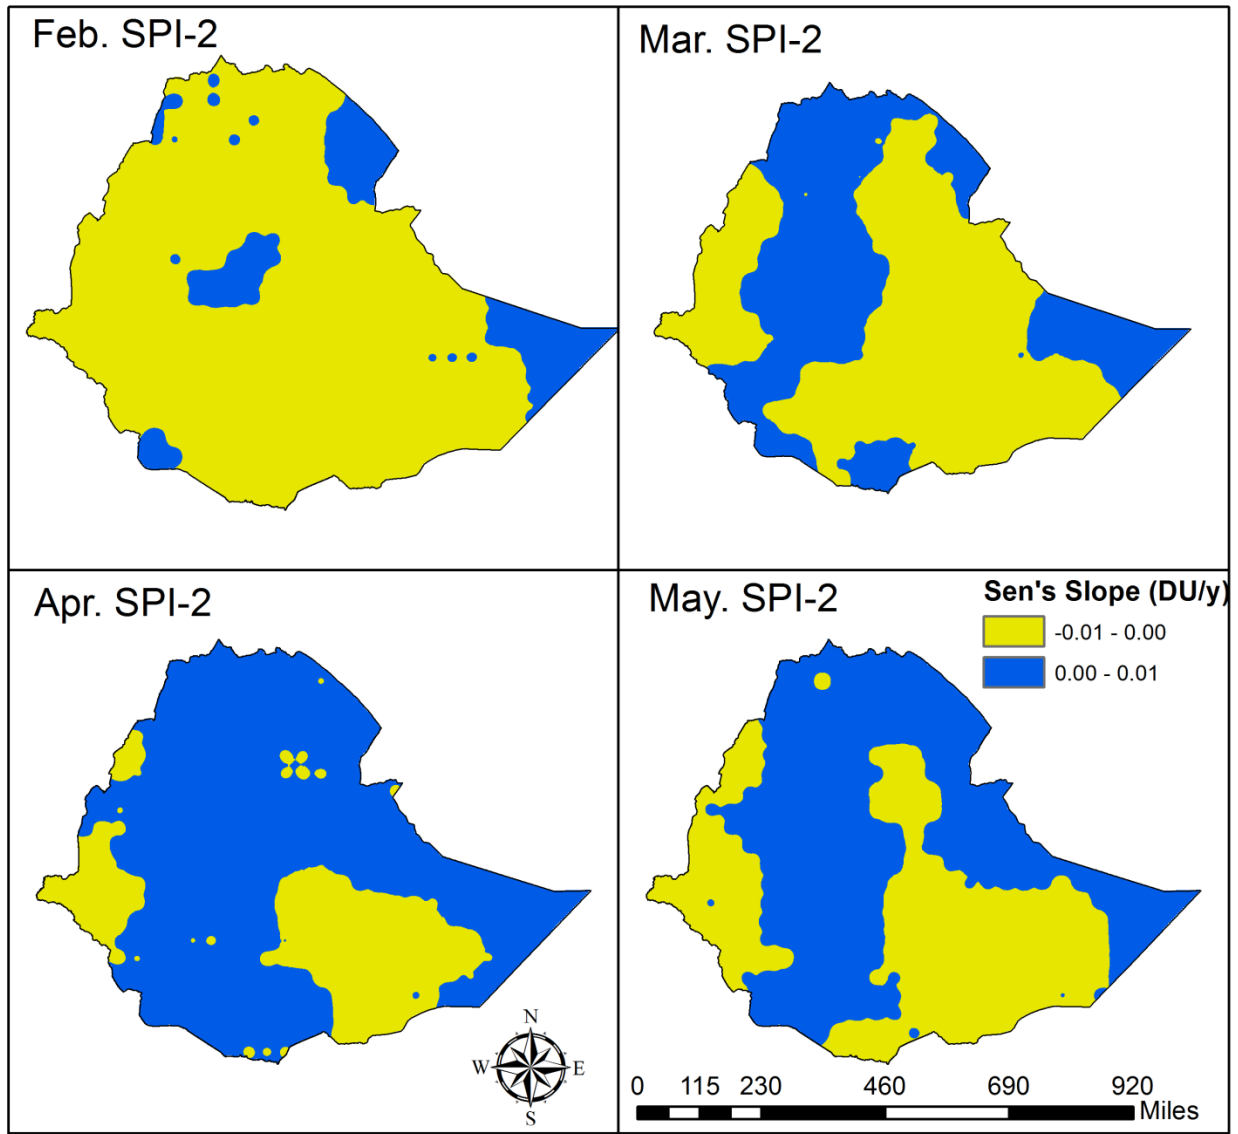 Feb. SPI-2
Mar. SPI-2
Apr. SPI-2
May. SPI-2
Sen's Slope (DU/y)
-0.01 - 0.00
0.00 - 0.01
N
W E
S
0 115 230 460 690 920
Miles